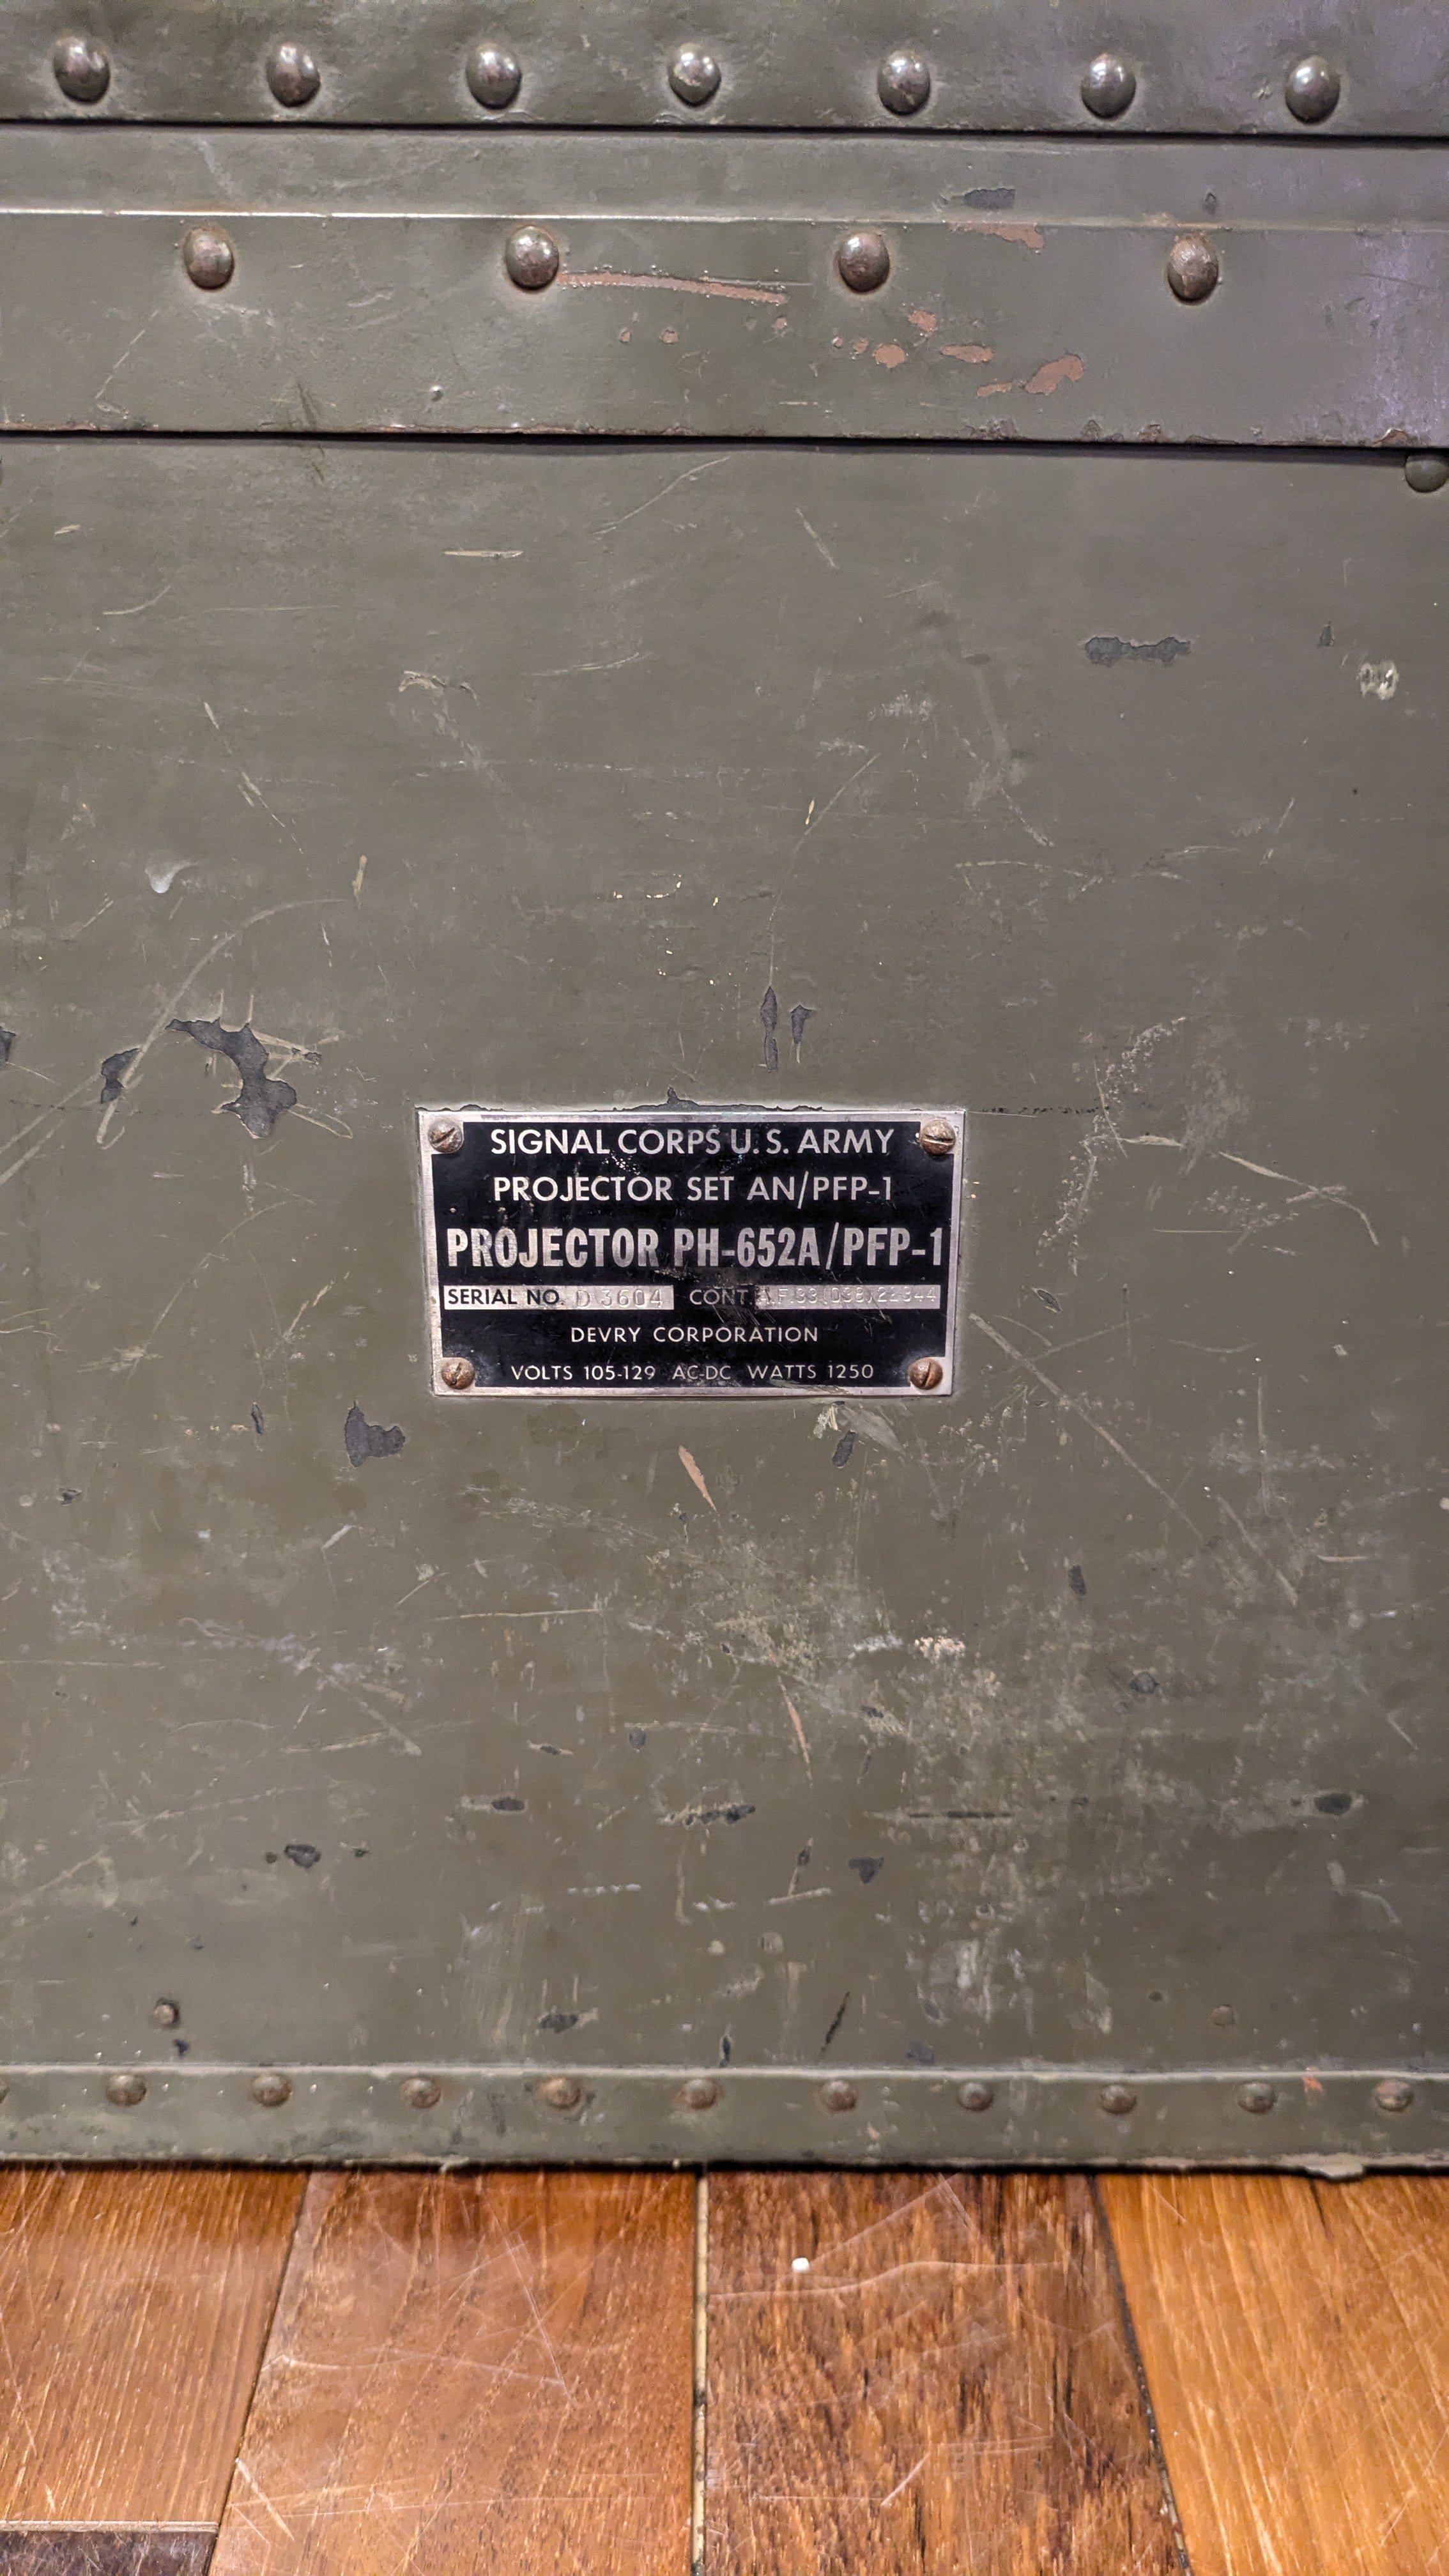 SIGNAL CORPS U.S. ARMY
PROJECTOR SET AN/PFP-1
PROJECTOR PH-652A/PFP-1
SERIAL NO. D 3604 CONT.
DEVRY CORPORATION
VOLTS 105-129 AC-DC WATTS 1250